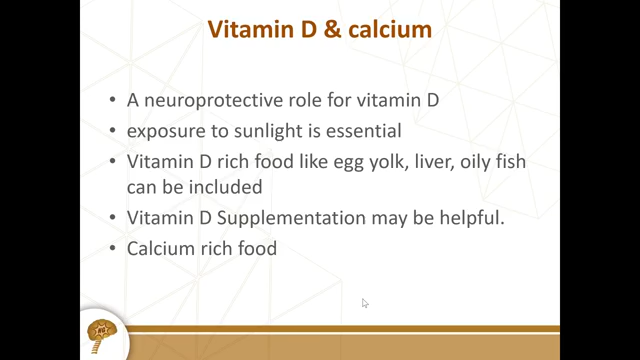 Vitamin D & calcium
• A neuroprotective role for vitamin D
• exposure to sunlight is essential
• Vitamin D rich food like egg yolk, liver, oily fish
can be included
• Vitamin D Supplementation may be helpful.
• Calcium rich food